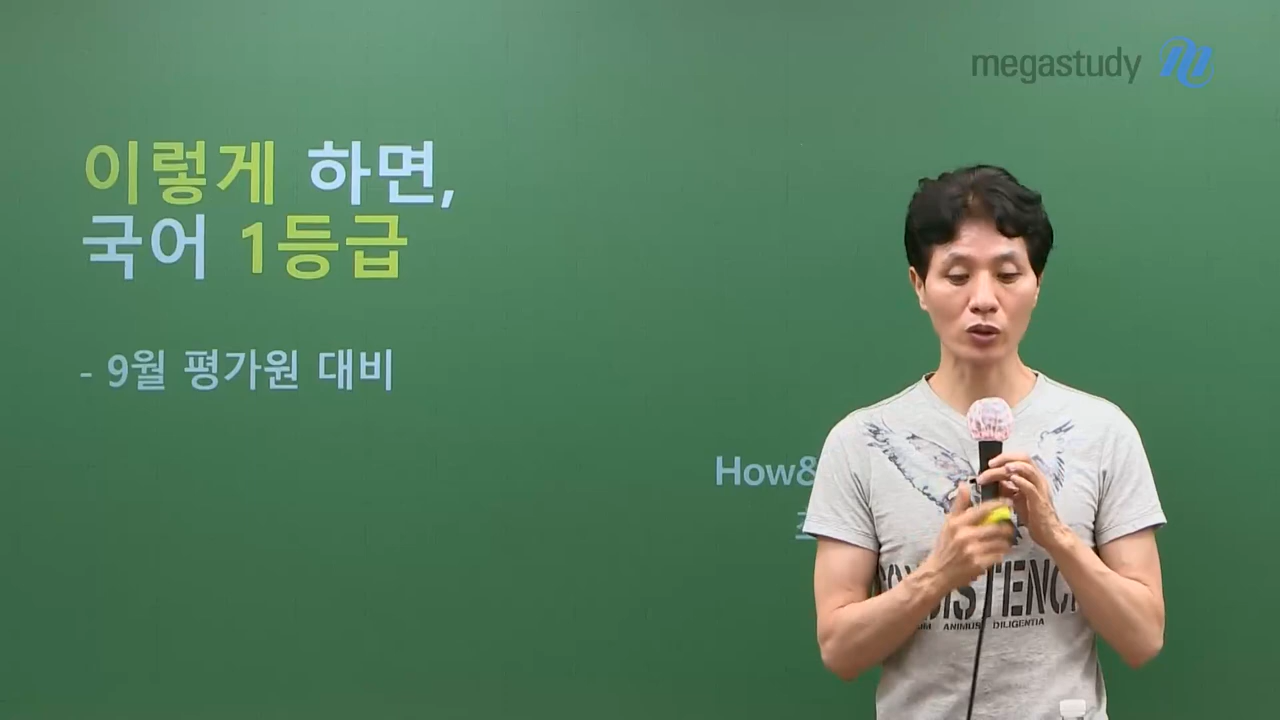 megastudy
이렇게 하면,
국어 1등급
- 9월 평가원 대비
How&
ANIMUS DILIGENTIA